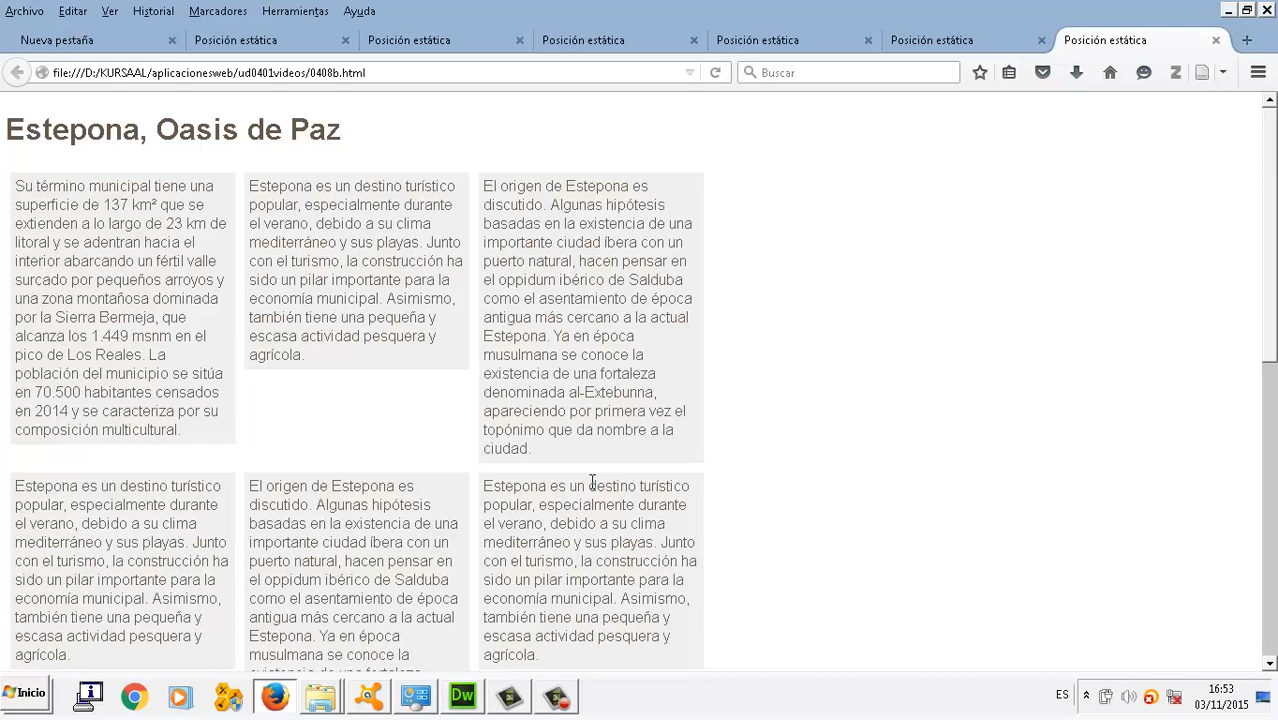 Archivo Editar Ver Historial Marcadores Herramientas Ayuda
Nueva pestaña
Posición estática
Posición estática
Posición estática
Posición estática
Posición estática
Posición estática
file:///D:/KURSAAL/aplicacionesweb/ud0401videos/0408b.html
Buscar
Estepona, Oasis de Paz
Su término municipal tiene una
superficie de 137 km² que se
extienden a lo largo de 23 km de
litoral y se adentran hacia el
interior abarcando un fértil valle
surcado por pequeños arroyos y
una zona montañosa dominada
por la Sierra Bermeja, que
alcanza los 1.449 msnm en el
pico de Los Reales. La
población del municipio se sitúa
en 70.500 habitantes censados
en 2014 y se caracteriza por su
composición multicultural.
Estepona es un destino turístico
popular, especialmente durante
el verano, debido a su clima
mediterráneo y sus playas. Junto
con el turismo, la construcción ha
sido un pilar importante para la
economía municipal. Asimismo,
también tiene una pequeña y
escasa actividad pesquera y
agrícola.
El origen de Estepona es
discutido. Algunas hipótesis
basadas en la existencia de una
importante ciudad íbera con un
puerto natural, hacen pensar en
el oppidum ibérico de Salduba
como el asentamiento de época
antigua más cercano a la actual
Estepona. Ya en época
musulmana se conoce la
existencia de una fortaleza
denominada al-Extebunna,
apareciendo por primera vez el
topónimo que da nombre a la
ciudad.
Estepona es un destino turístico
popular, especialmente durante
el verano, debido a su clima
mediterráneo y sus playas. Junto
con el turismo, la construcción ha
sido un pilar importante para la
economía municipal. Asimismo,
también tiene una pequeña y
escasa actividad pesquera y
agrícola.
El origen de Estepona es
discutido. Algunas hipótesis
basadas en la existencia de una
importante ciudad íbera con un
puerto natural, hacen pensar en
el oppidum ibérico de Salduba
como el asentamiento de época
antigua más cercano a la actual
Estepona. Ya en época
musulmana se conoce la
existencia de una fortaleza
Estepona es un destino turístico
popular, especialmente durante
el verano, debido a su clima
mediterráneo y sus playas. Junto
con el turismo, la construcción ha
sido un pilar importante para la
economía municipal. Asimismo,
también tiene una pequeña y
escasa actividad pesquera y
agrícola.
Inicio
Dw
ES
16:53
03/11/2015